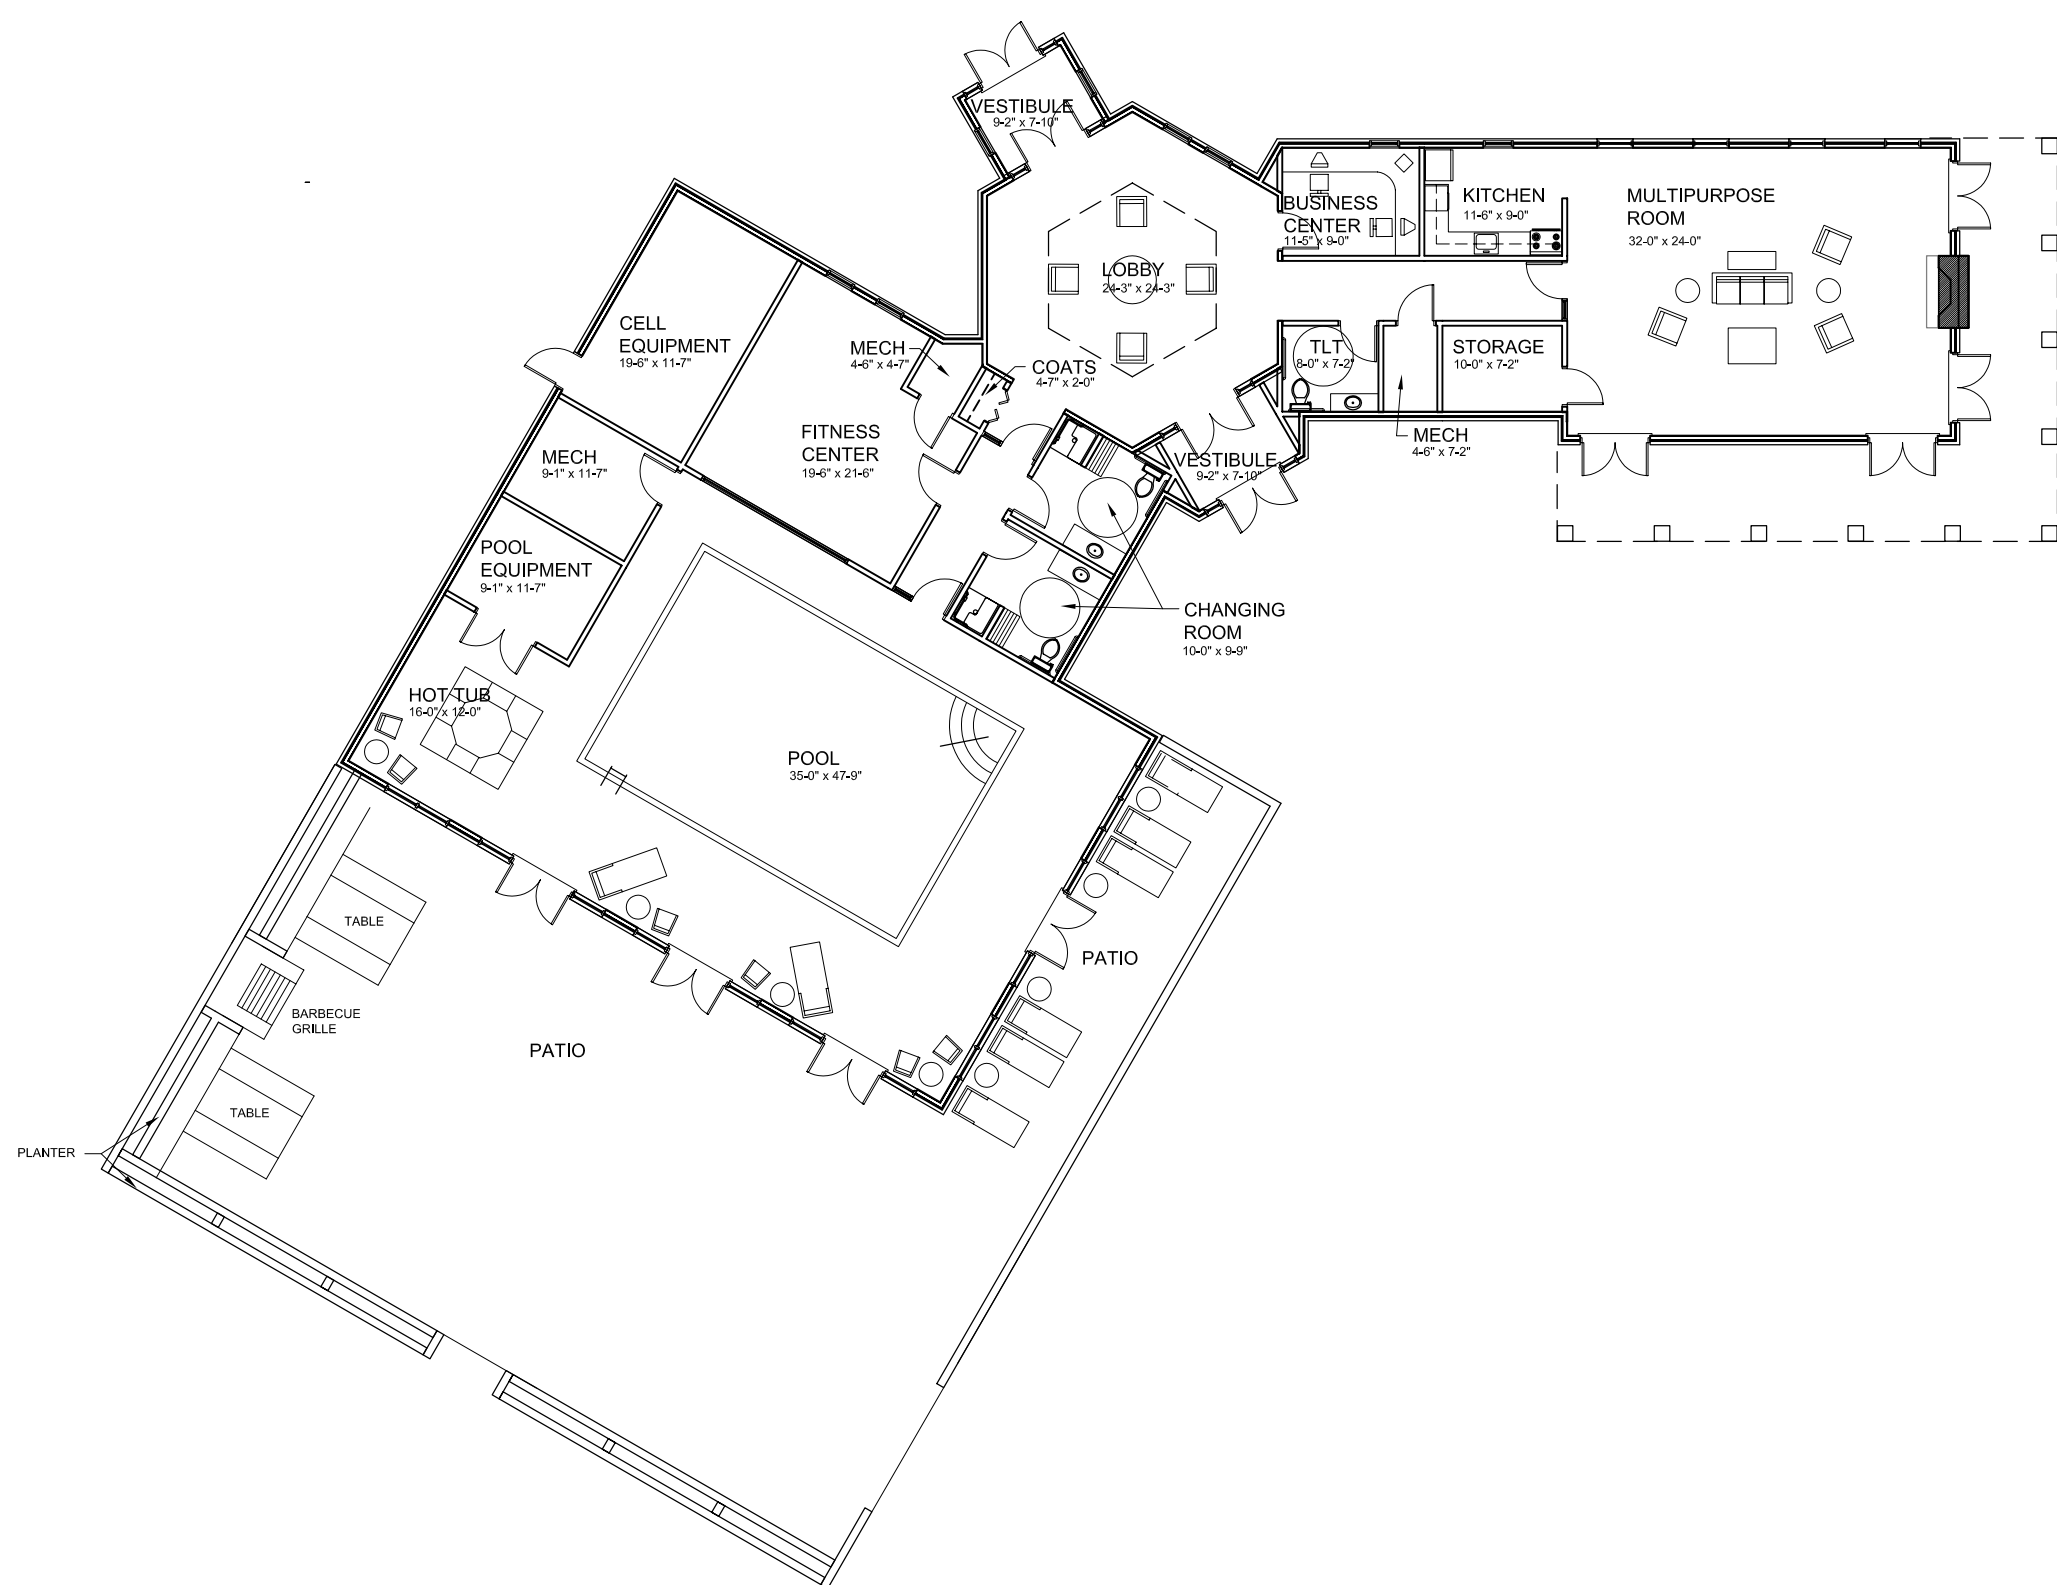 VESTIBULE
9-2" x 7-10"
BUSINESS
CENTER
11-5" x 9-0"
KITCHEN
11-6" x 9-0"
MULTIPURPOSE
ROOM
32-0" x 24-0"
LOBBY
24-3" x 24-3"
CELL
EQUIPMENT
19-6" x 11-7"
MECH
4-6" x 4-7"
COATS
4-7" x 2-0"
TLT
8-0" x 7-2"
STORAGE
10-0" x 7-2"
MECH
4-6" x 7-2"
FITNESS
CENTER
19-6" x 21-6"
VESTIBULE
9-2" x 7-10"
MECH
9-1" x 11-7"
POOL
EQUIPMENT
9-1" x 11-7"
CHANGING
ROOM
10-0" x 9-9"
HOT TUB
16-0" x 12-0"
POOL
35-0" x 47-9"
TABLE
PATIO
BARBECUE
GRILLE
PATIO
TABLE
PLANTER